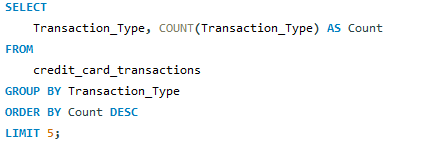 SELECT
Transaction_Type, COUNT(Transaction_Type) AS Count
FROM
credit_card_transactions
GROUP BY Transaction_Type
ORDER BY Count DESC
LIMIT 5;